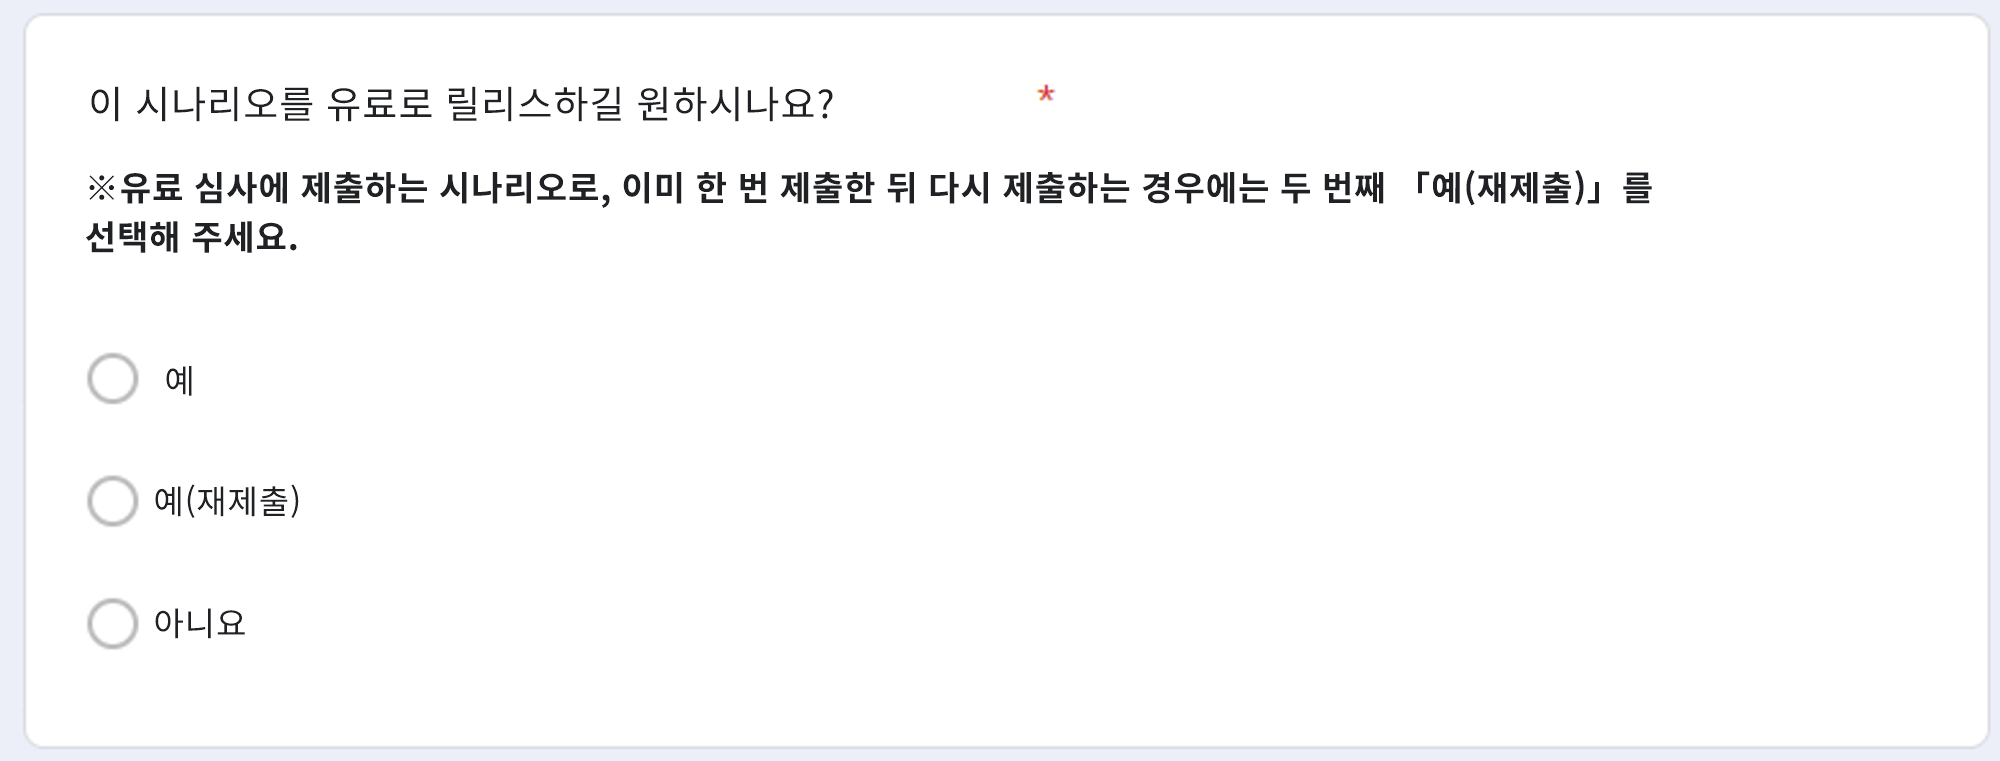 이 시나리오를 유료로 릴리스하길 원하시나요? *
※유료 심사에 제출하는 시나리오로, 이미 한 번 제출한 뒤 다시 제출하는 경우에는 두 번째 「예(재제출)」를
선택해 주세요.
예
예(재제출)
아니요